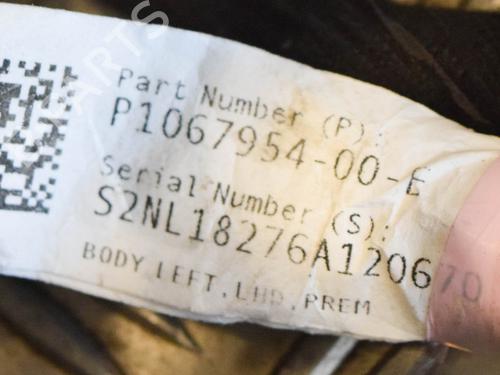 Part Number (P):
P1067954-00-E
Serial Number (S):
S2NL18276A120670
BODY LEFT,LHD,PREM